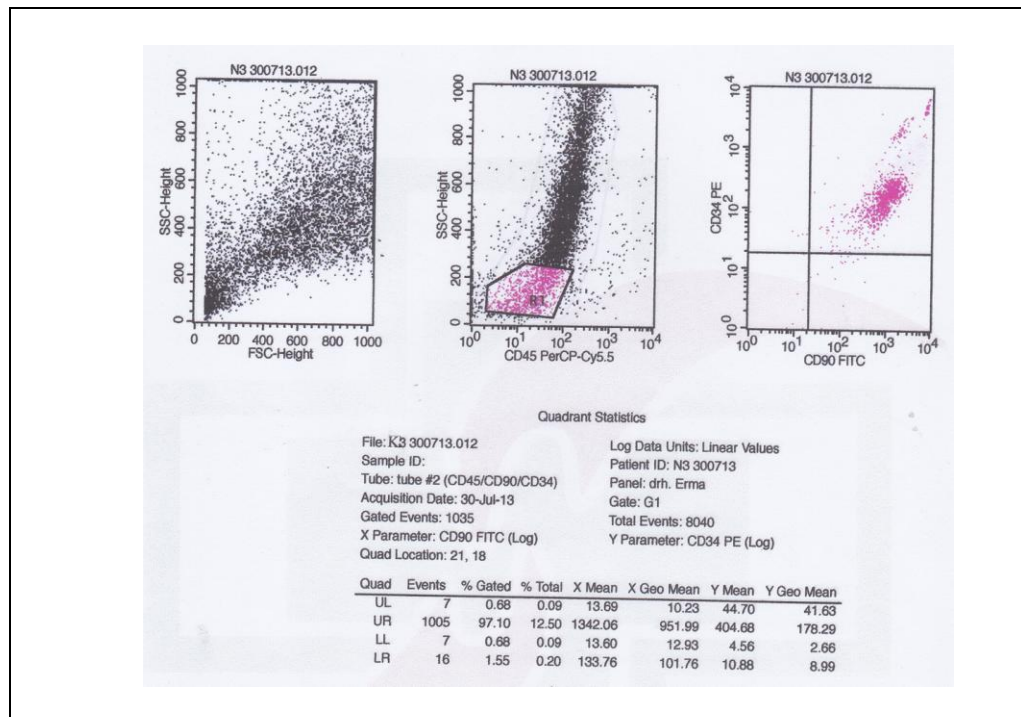 N3 300713.012
N3 300713.012
N3 300713.012
SSC-Height
0 200 400 600 800 1000
0 200 400 600 800 1000
FSC-Height
SSC-Height
0 200 400 600 800 1000
10^0 10^1 10^2 10^3 10^4
CD45 PerCP-Cy5.5
CD34 PE
10^0 10^1 10^2 10^3 10^4
10^0 10^1 10^2 10^3 10^4
CD90 FITC
Quadrant Statistics
File: K3 300713.012
Log Data Units: Linear Values
Sample ID:
Patient ID: N3 300713
Tube: tube #2 (CD45/CD90/CD34)
Panel: drh. Erma
Acquisition Date: 30-Jul-13
Gate: G1
Gated Events: 1035
Total Events: 8040
X Parameter: CD90 FITC (Log)
Y Parameter: CD34 PE (Log)
Quad Location: 21, 18
Quad Events % Gated % Total X Mean X Geo Mean Y Mean Y Geo Mean
UL 7 0.68 0.09 13.69 10.23 44.70 41.63
UR 1005 97.10 12.50 1342.06 951.99 404.68 178.29
LL 7 0.68 0.09 13.60 12.93 4.56 2.66
LR 16 1.55 0.20 133.76 101.76 10.88 8.99